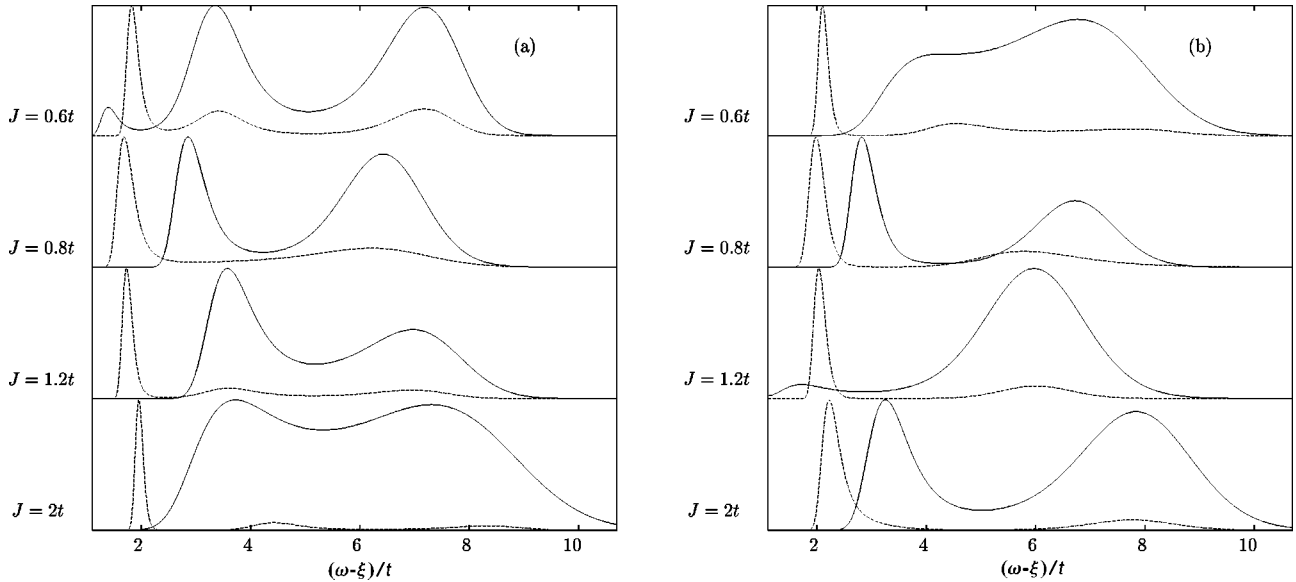 (a)
J = 0.6t
J = 0.8t
J = 1.2t
J = 2t
2 4 6 8 10
(ω-ξ)/t
(b)
J = 0.6t
J = 0.8t
J = 1.2t
J = 2t
2 4 6 8 10
(ω-ξ)/t